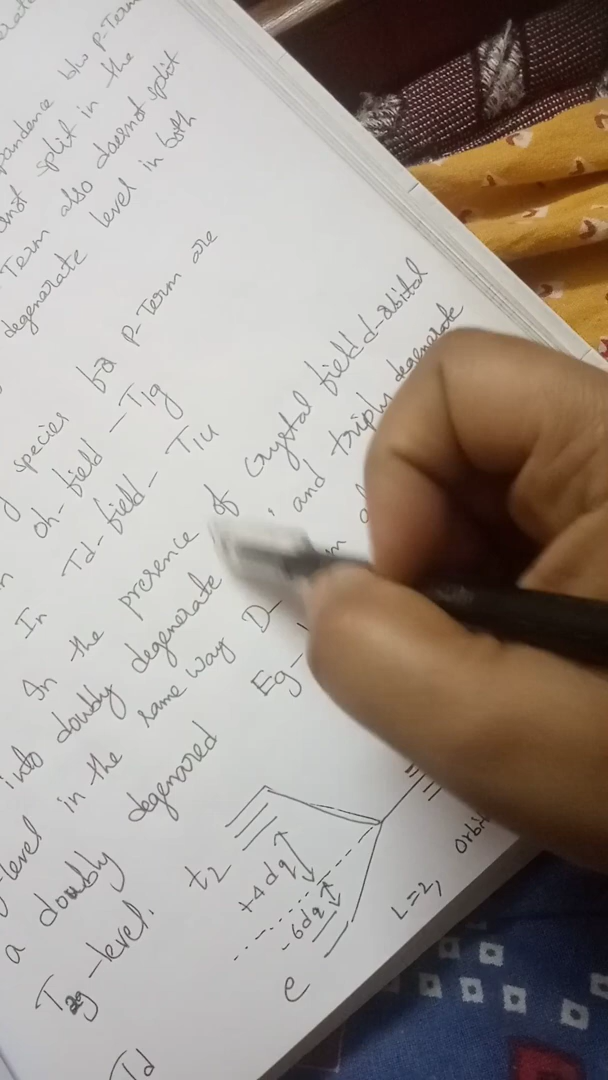 b/w P-Term
not split in the
Term also doesnot split
degenerate level in both
species for P-Term are
oh-field - T1g
In Td-field - T1u
In the presence of crystal field d-orbital
into doubly degenerate , and triply degenerate
level in the same way D-
a doubly degenared Eg-
T2g-level.
t2
+4dq
-6dq
e
L=2,
Td